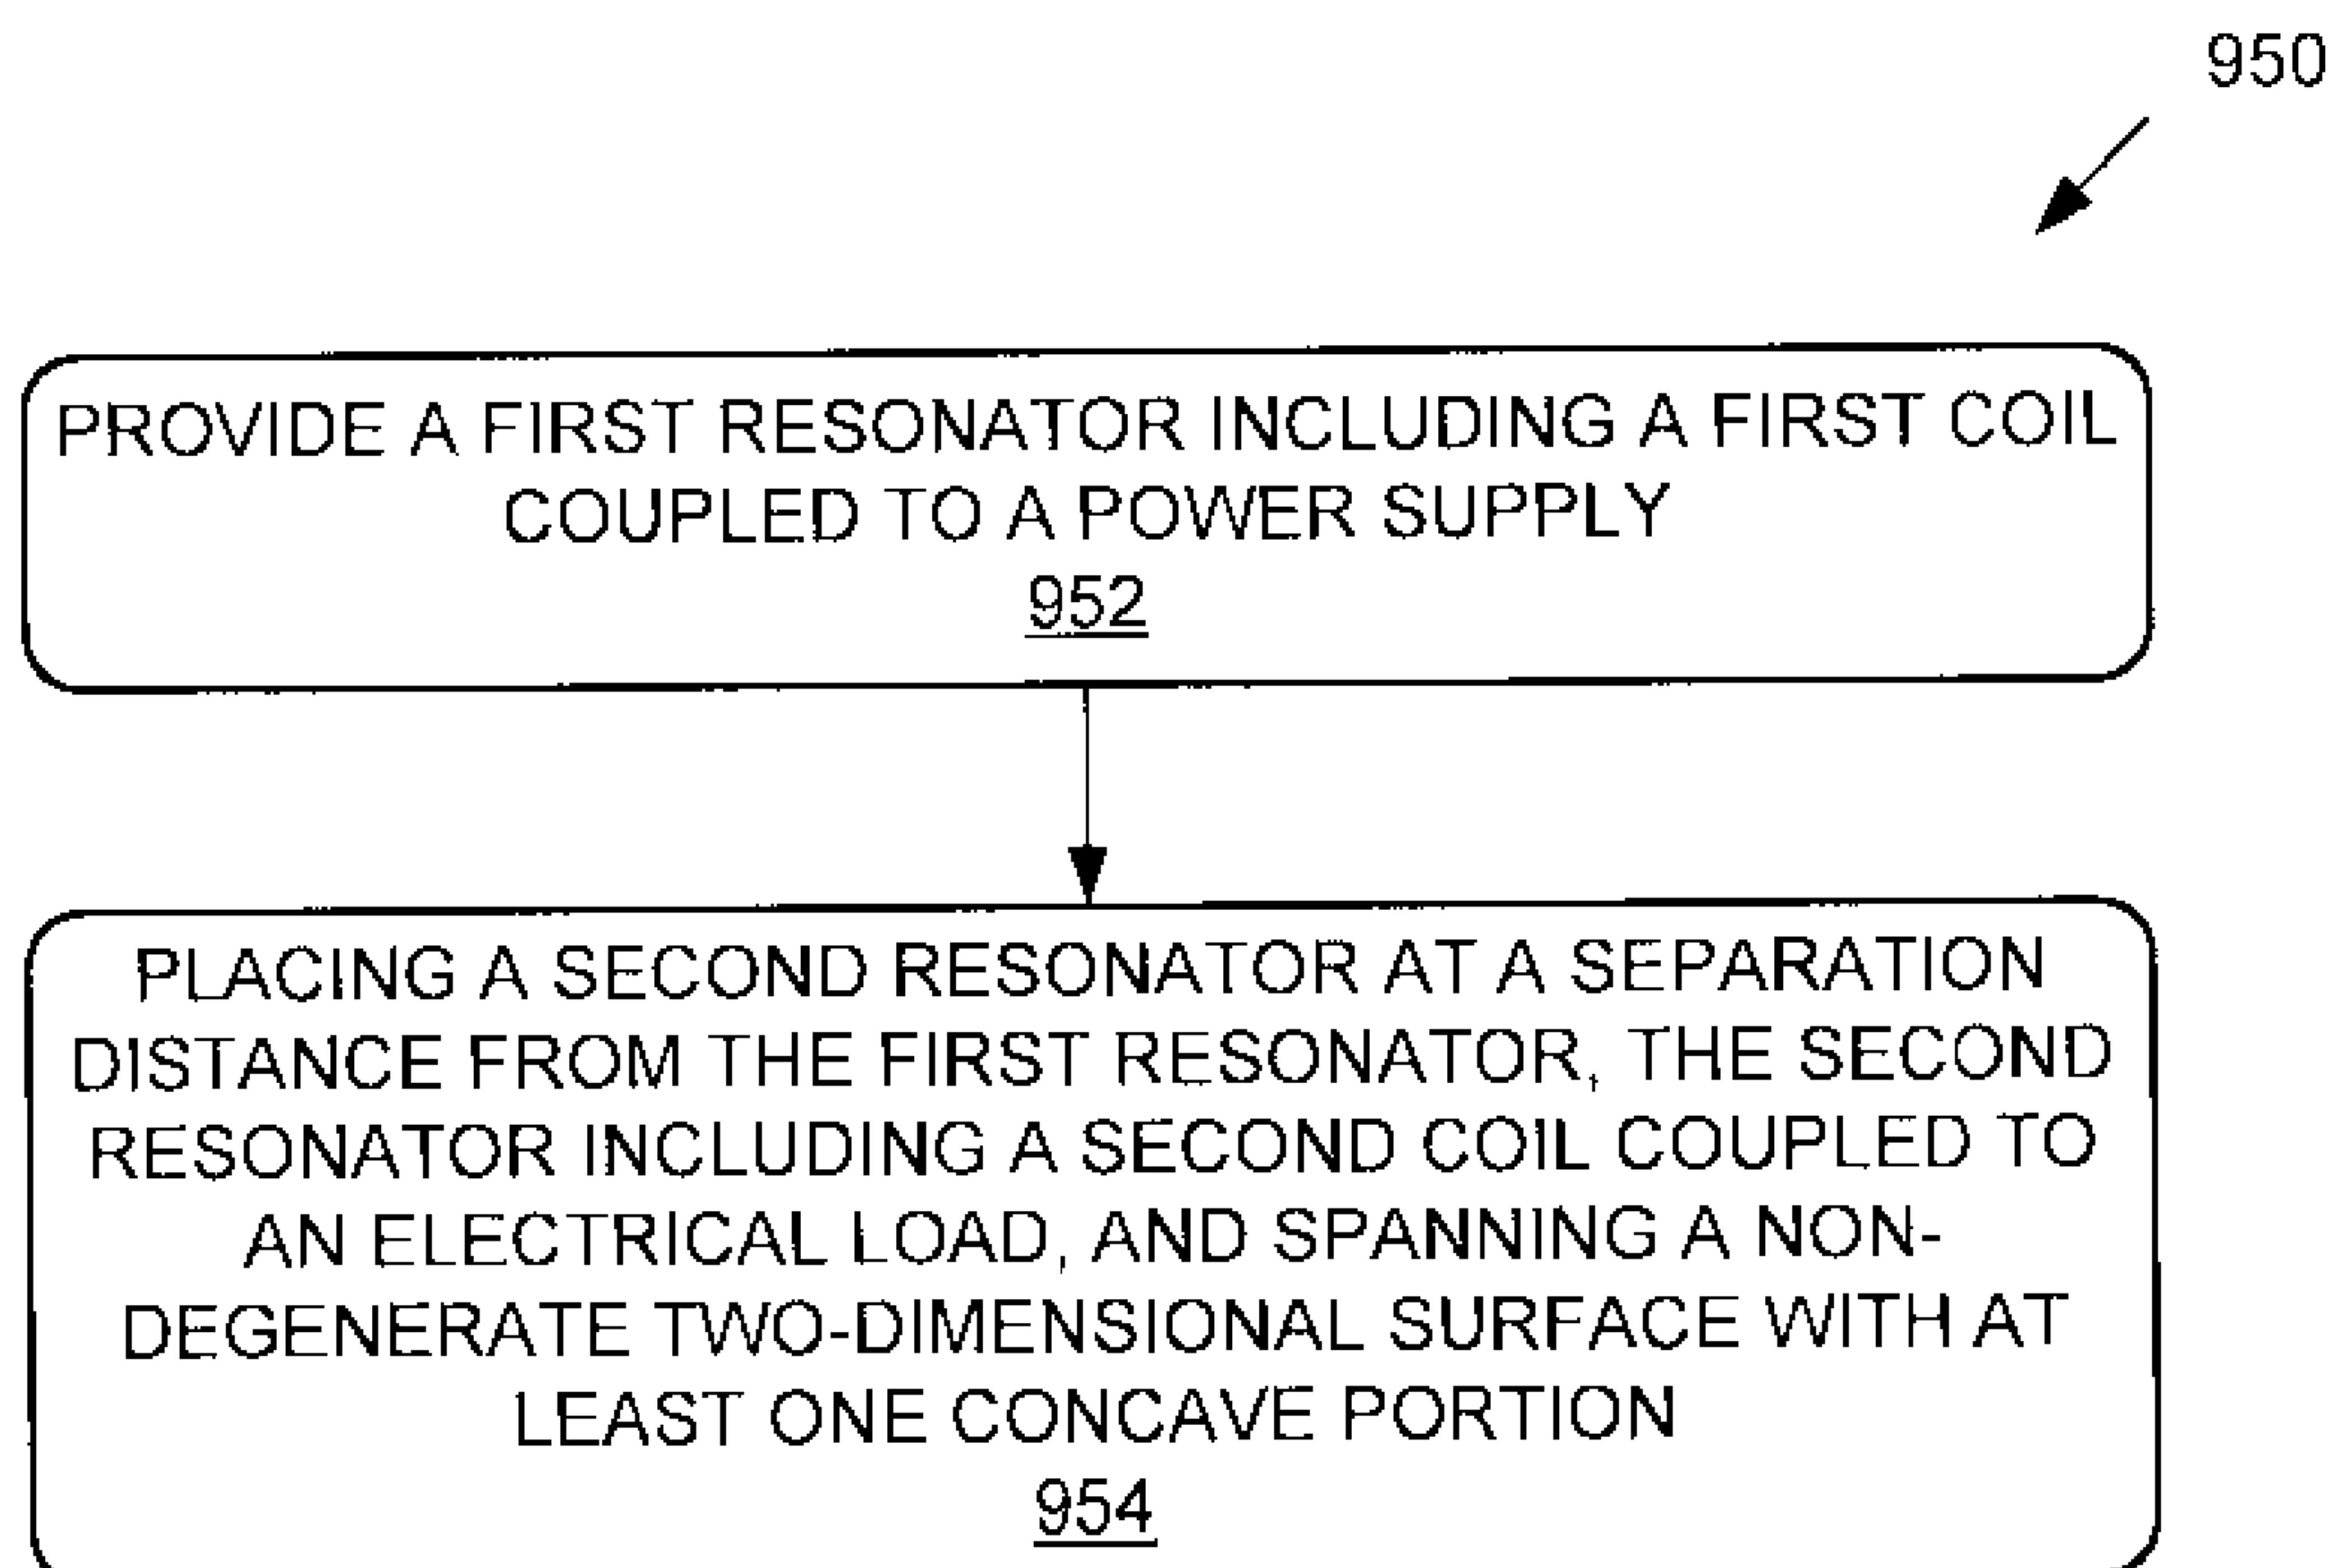 950
PROVIDE A FIRST RESONATOR INCLUDING A FIRST COIL
COUPLED TO A POWER SUPPLY
952
PLACING A SECOND RESONATOR AT A SEPARATION
DISTANCE FROM THE FIRST RESONATOR, THE SECOND
RESONATOR INCLUDING A SECOND COIL COUPLED TO
AN ELECTRICAL LOAD, AND SPANNING A NON-
DEGENERATE TWO-DIMENSIONAL SURFACE WITH AT
LEAST ONE CONCAVE PORTION
954